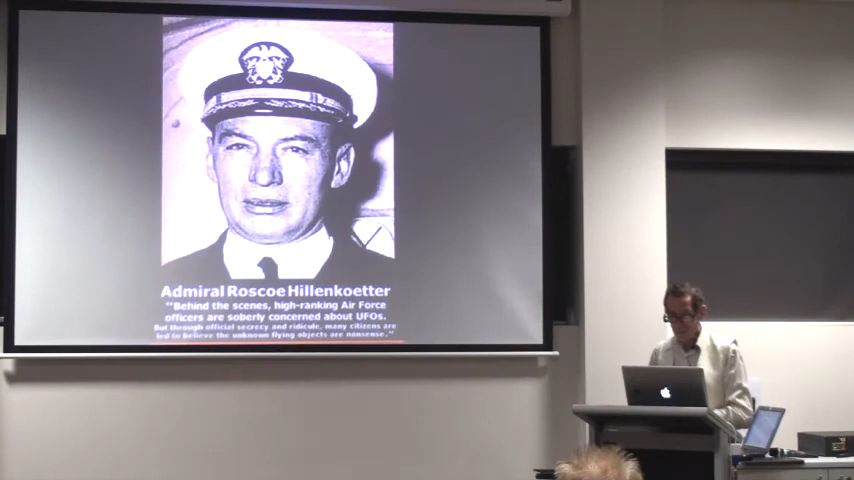 Admiral Roscoe Hillenkoetter
"Behind the scenes, high-ranking Air Force
officers are soberly concerned about UFOs.
But through official secrecy and ridicule, many citizens are
led to believe the unknown flying objects are nonsense."